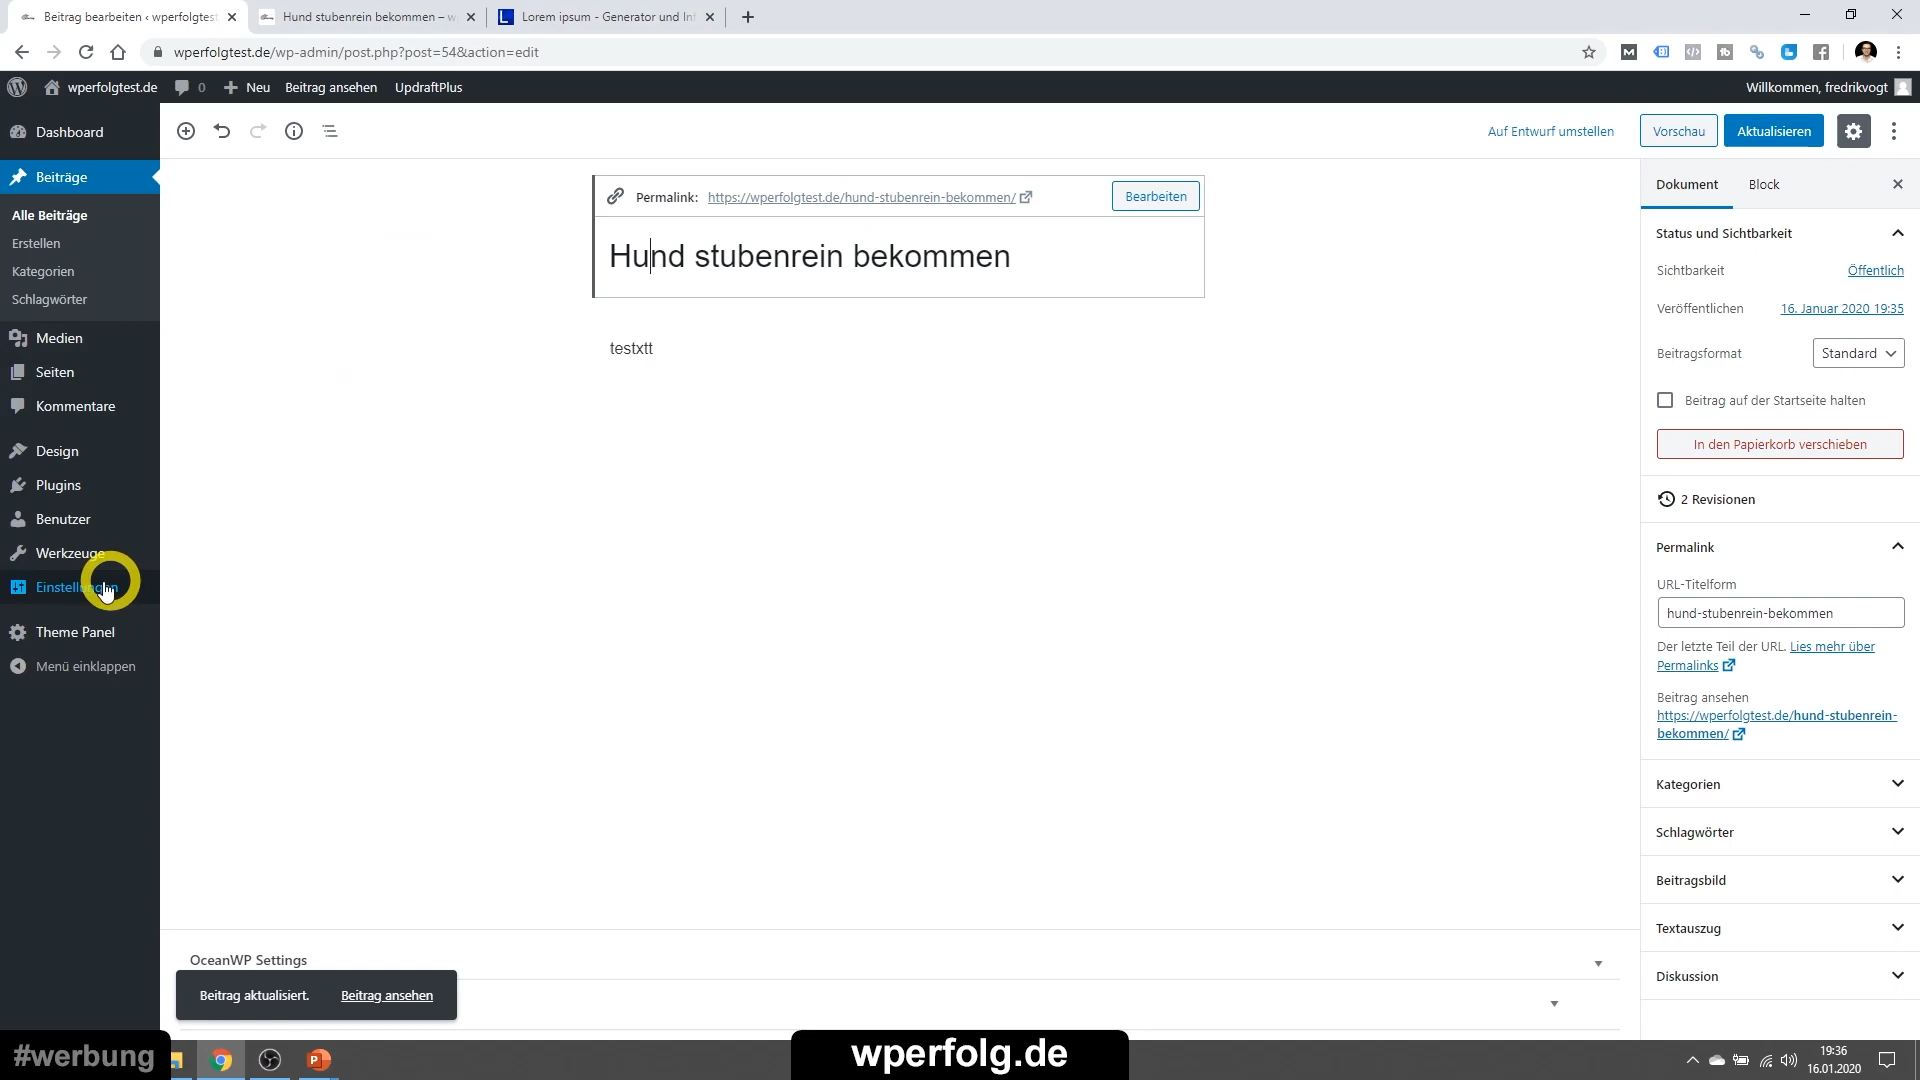 Beitrag bearbeiten ‹ wperfolgtest
Hund stubenrein bekommen – w
Lorem ipsum - Generator und In
wperfolgtest.de/wp-admin/post.php?post=54&action=edit
wperfolgtest.de
0
Neu
Beitrag ansehen
UpdraftPlus
Willkommen, fredrikvogt
Dashboard
Beiträge
Alle Beiträge
Erstellen
Kategorien
Schlagwörter
Medien
Seiten
Kommentare
Design
Plugins
Benutzer
Werkzeuge
Einstellungen
Theme Panel
Menü einklappen
Auf Entwurf umstellen
Vorschau
Aktualisieren
Permalink: https://wperfolgtest.de/hund-stubenrein-bekommen/
Bearbeiten
Hund stubenrein bekommen
testxtt
Dokument
Block
Status und Sichtbarkeit
Sichtbarkeit
Öffentlich
Veröffentlichen
16. Januar 2020 19:35
Beitragsformat
Standard
Beitrag auf der Startseite halten
In den Papierkorb verschieben
2 Revisionen
Permalink
URL-Titelform
hund-stubenrein-bekommen
Der letzte Teil der URL. Lies mehr über
Permalinks
Beitrag ansehen
https://wperfolgtest.de/hund-stubenrein-
bekommen/
Kategorien
Schlagwörter
Beitragsbild
Textauszug
Diskussion
OceanWP Settings
Beitrag aktualisiert.
Beitrag ansehen
#werbung
wperfolg.de
19:36
16.01.2020